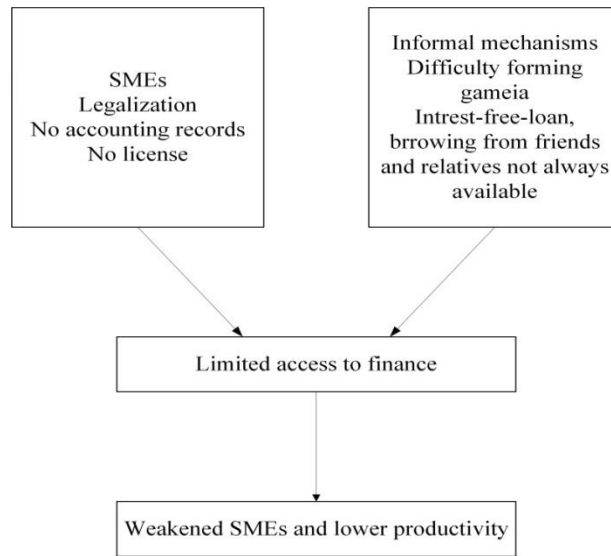 SMEs
Legalization
No accounting records
No license
Informal mechanisms
Difficulty forming
gameia
Intrest-free-loan,
brrowing from friends
and relatives not always
available
Limited access to finance
Weakened SMEs and lower productivity